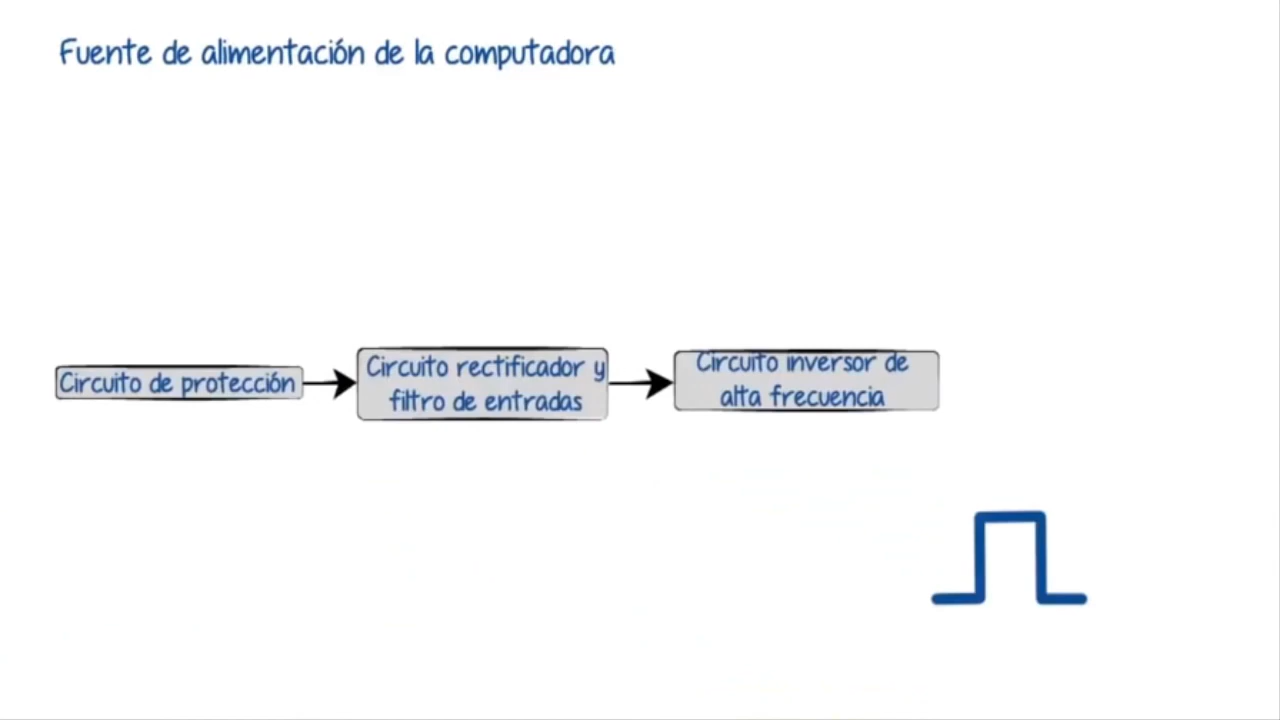 Fuente de alimentación de la computadora
Circuito de protección
Circuito rectificador y
filtro de entradas
Circuito inversor de
alta frecuencia